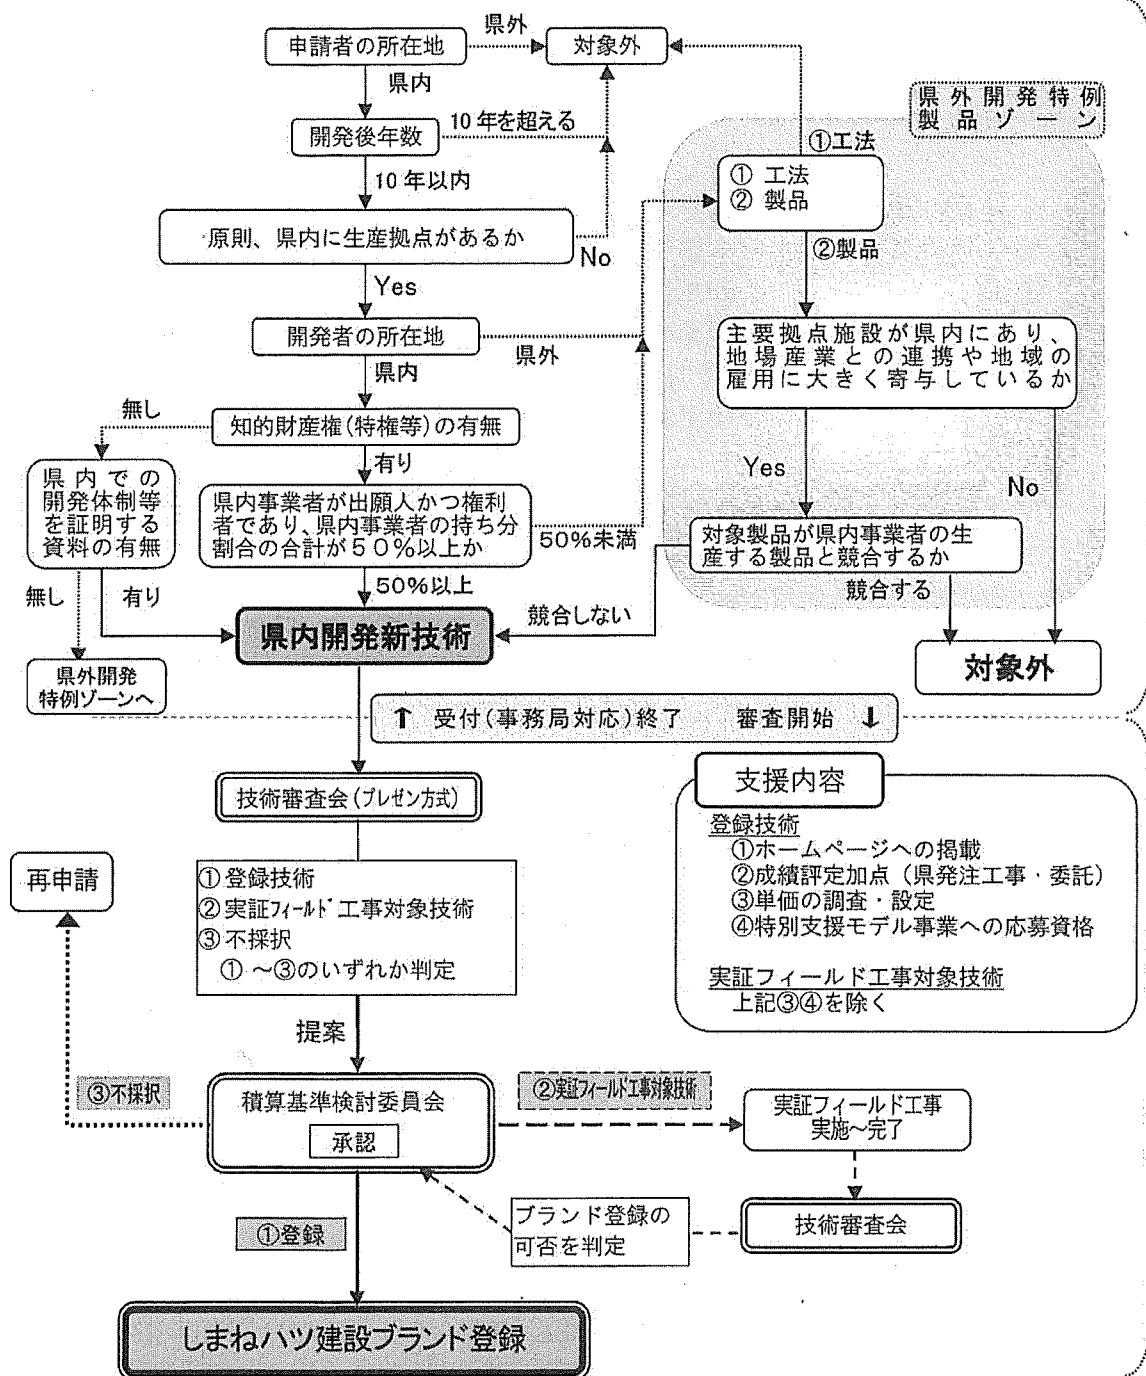 申請者の所在地
県外
対象外
県内
開発後年数
10年を超える
10年以内
原則、県内に生産拠点があるか
No
Yes
開発者の所在地
県外
県内
無し
知的財産権(特権等)の有無
有り
県内での
開発体制等
を証明する
資料の有無
県内事業者が出願人かつ権利
者であり、県内事業者の持ち分
割合の合計が50%以上か
50%未満
50%以上
無し
有り
県内開発新技術
県外開発
特例ゾーンへ
県外開発特例
製品ゾーン
①工法
① 工法
② 製品
②製品
主要拠点施設が県内にあり、
地場産業との連携や地域の
雇用に大きく寄与しているか
Yes
No
対象製品が県内事業者の生
産する製品と競合するか
競合しない
競合する
対象外
⬆ 受付(事務局対応)終了 審査開始 ⬇
技術審査会(プレゼン方式)
① 登録技術
② 実証フィールド工事対象技術
③ 不採択
① ~③のいずれか判定
再申請
提案
支援内容
登録技術
①ホームページへの掲載
②成績評定加点(県発注工事・委託)
③単価の調査・設定
④特別支援モデル事業への応募資格
実証フィールド工事対象技術
上記③④を除く
③不採択
積算基準検討委員会
承認
②実証フィールド工事対象技術
実証フィールド工事
実施~完了
技術審査会
ブランド登録の
可否を判定
①登録
しまねハツ建設ブランド登録